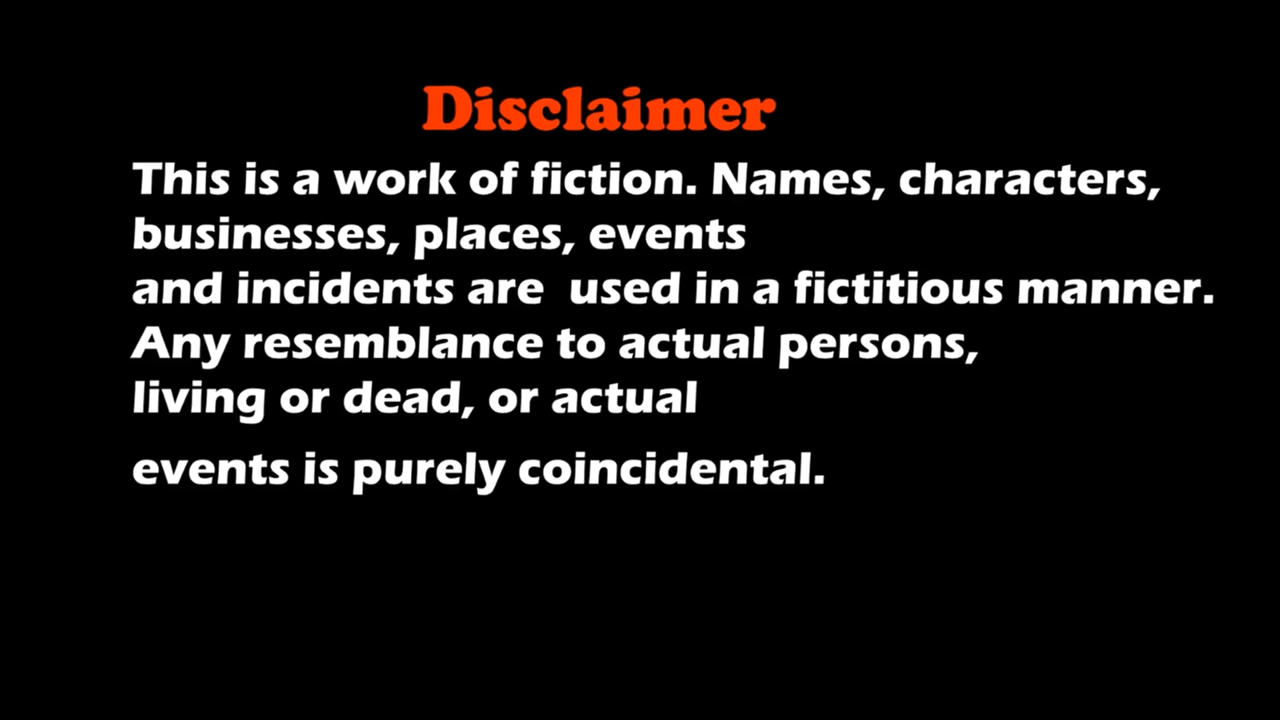 Disclaimer
This is a work of fiction. Names, characters,
businesses, places, events
and incidents are  used in a fictitious manner.
Any resemblance to actual persons,
living or dead, or actual
events is purely coincidental.